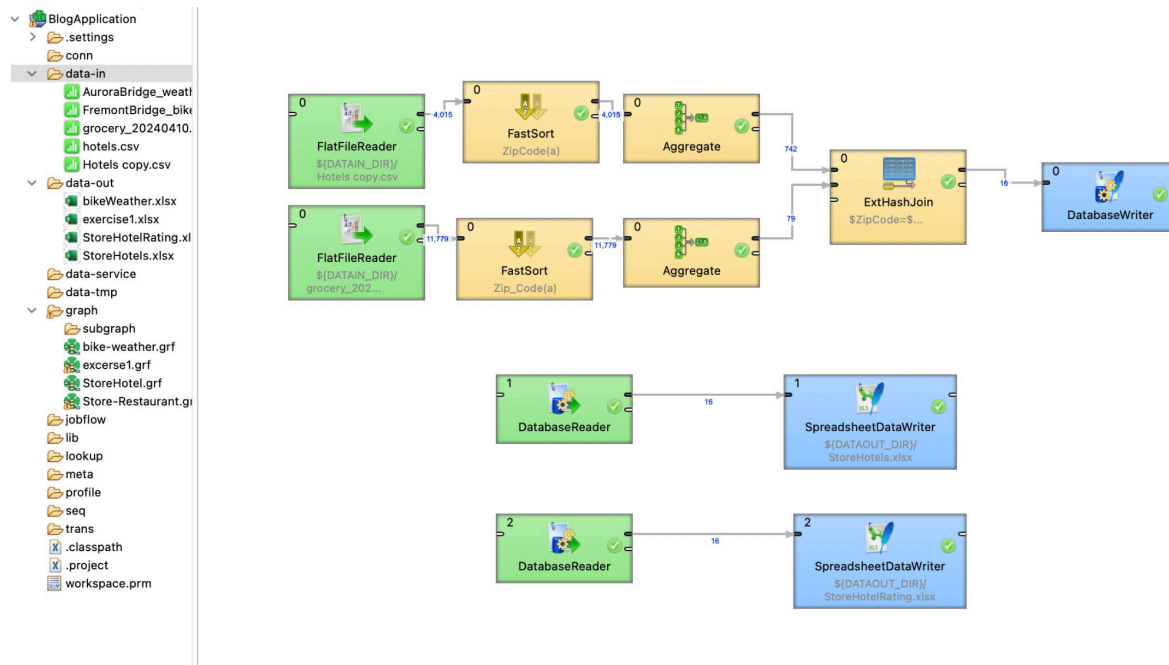 BlogApplication
.settings
conn
data-in
AuroraBridge_weath
FremontBridge_bike
grocery_20240410.
hotels.csv
Hotels copy.csv
data-out
bikeWeather.xlsx
exercise1.xlsx
StoreHotelRating.xl
StoreHotels.xlsx
data-service
data-tmp
graph
subgraph
bike-weather.grf
excerse1.grf
StoreHotel.grf
Store-Restaurant.gr
jobflow
lib
lookup
meta
profile
seq
trans
.classpath
.project
workspace.prm
0
FlatFileReader
${DATAIN_DIR}/
Hotels copy.csv
4,015
0
FastSort
ZipCode(a)
4,015
0
Aggregate
742
0
FlatFileReader
${DATAIN_DIR}/
grocery_202...
11,779
0
FastSort
Zip_Code(a)
11,779
0
Aggregate
79
0
ExtHashJoin
$ZipCode=$...
16
0
DatabaseWriter
1
DatabaseReader
16
1
XLS
SpreadsheetDataWriter
${DATAOUT_DIR}/
StoreHotels.xlsx
2
DatabaseReader
16
2
XLS
SpreadsheetDataWriter
${DATAOUT_DIR}/
StoreHotelRating.xlsx